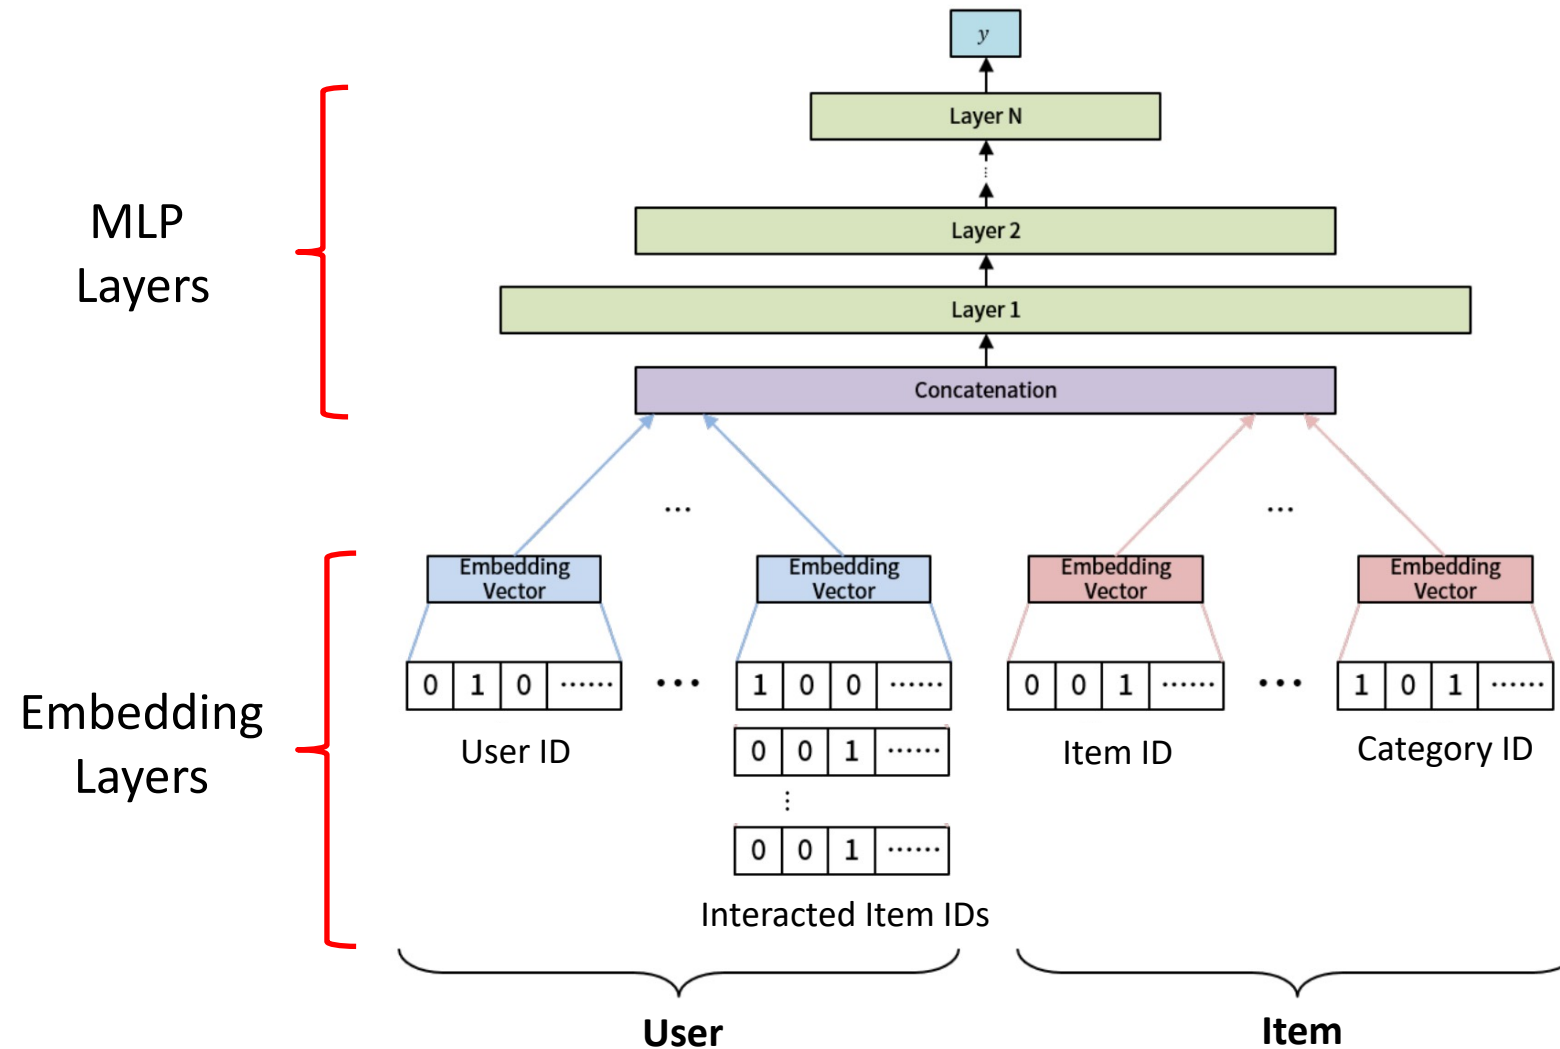 y
Layer N
MLP
Layers
Layer 2
Layer 1
Concatenation
... ...
Embedding Vector
Embedding Vector
Embedding Vector
Embedding Vector
Embedding
Layers
0 1 0 ······ ··· 1 0 0 ······ 0 0 1 ······ ··· 1 0 1 ······
0 0 1 ······
0 0 1 ······
User ID
Interacted Item IDs
Item ID
Category ID
User
Item